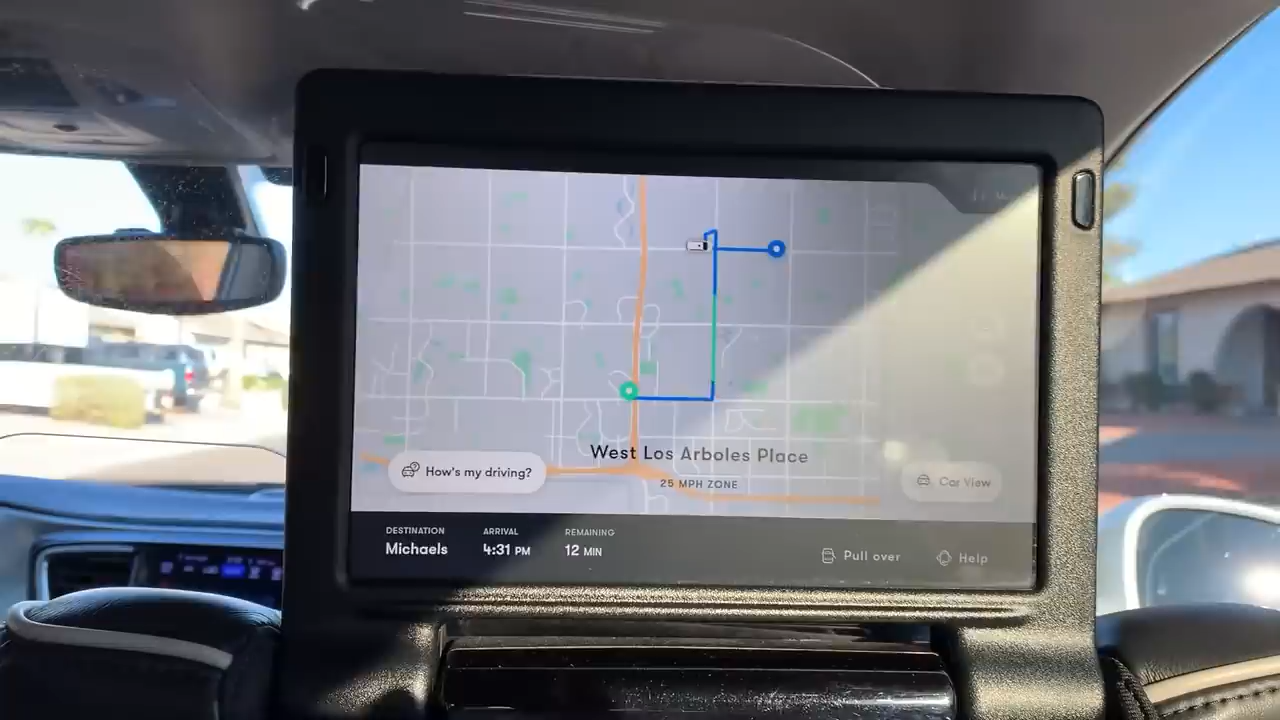 West Los Arboles Place
25 MPH ZONE
How's my driving?
Car View
DESTINATION
Michaels
ARRIVAL
4:31 PM
REMAINING
12 MIN
Pull over
Help